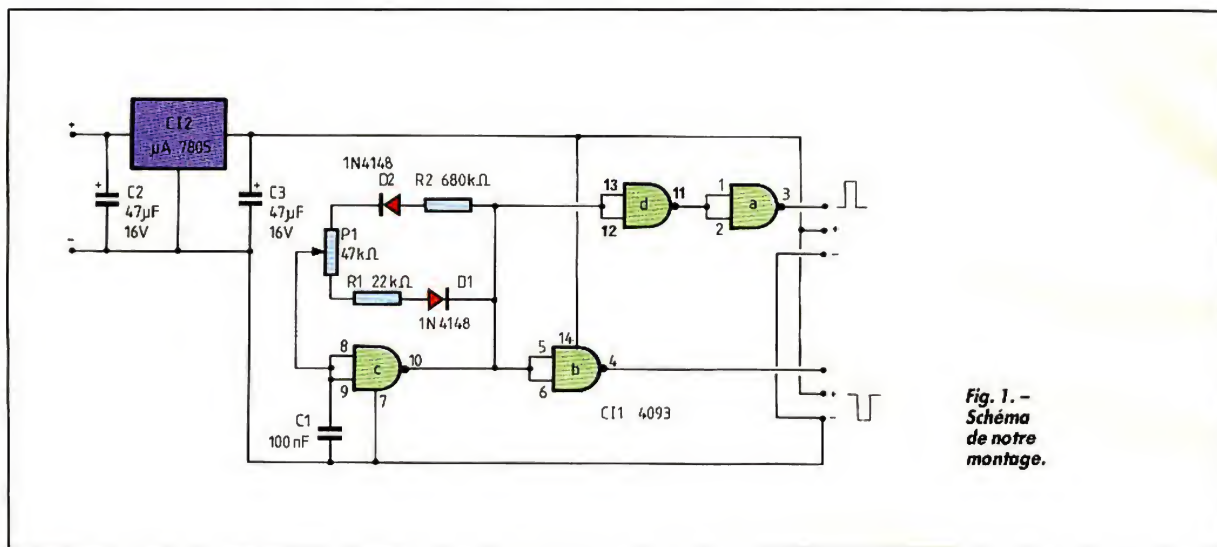 +
CI2
µA 7805
+
C2
47µF
16V
-
+
C3
47µF
16V
1N4148
D2
R2 680kΩ
P1
47kΩ
R1 22kΩ
D1
1N4148
8
9
c
10
7
C1
100nF
13
12
d
11
1
2
a
3
+
-
14
5
6
b
4
CI1 4093
+
-
Fig. 1. –
Schéma
de notre
montage.